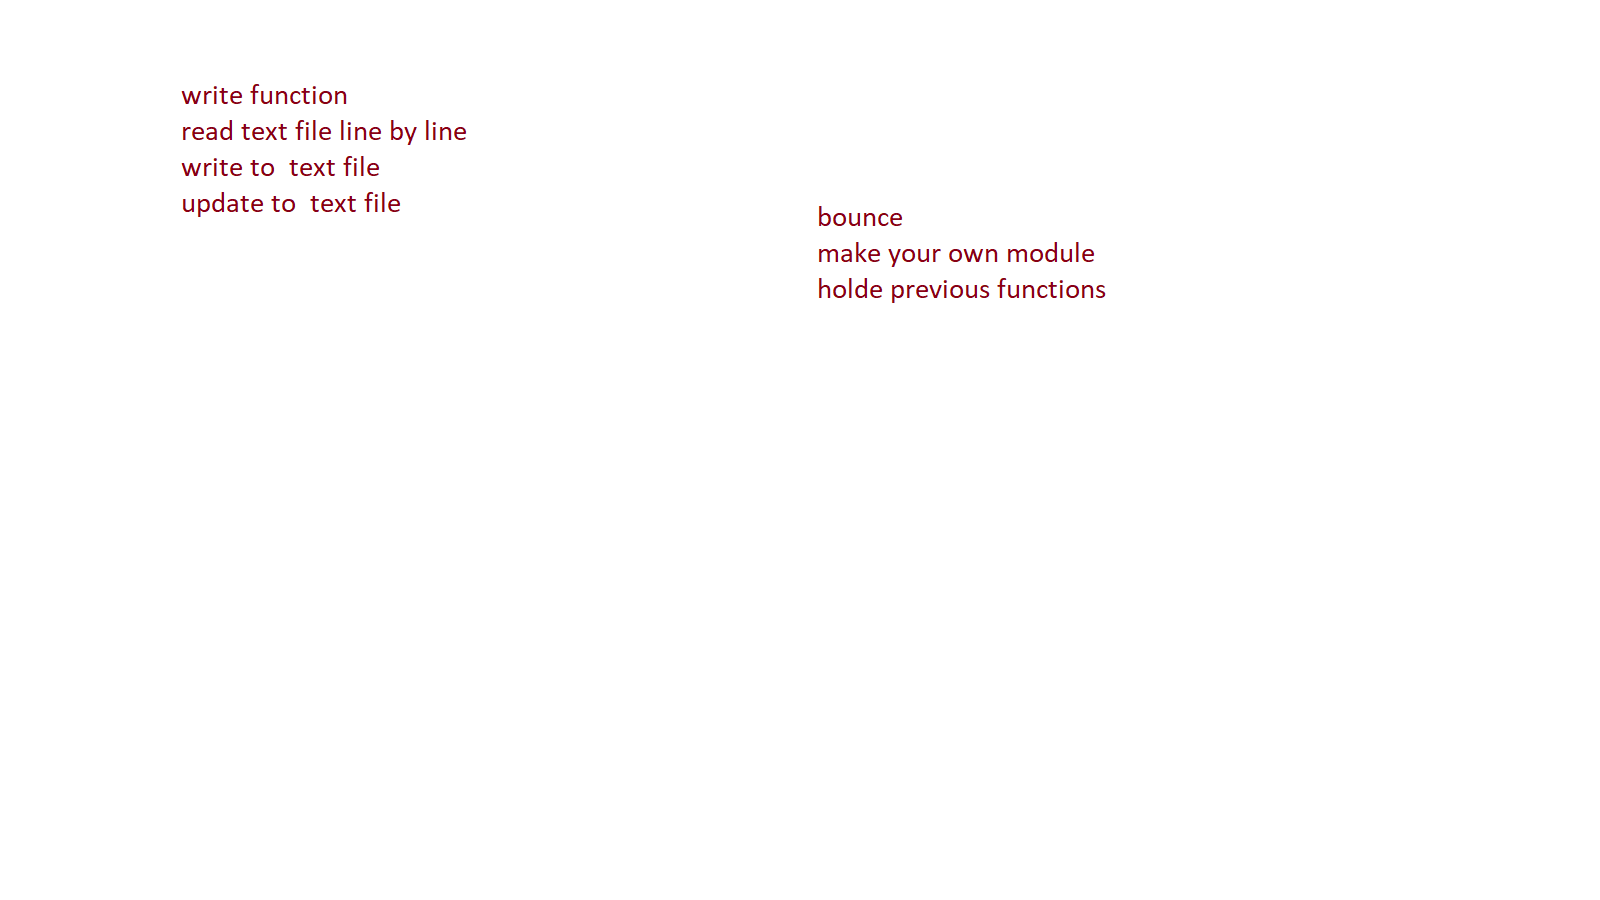 write function
read text file line by line
write to  text file
update to  text file
bounce
make your own module
holde previous functions